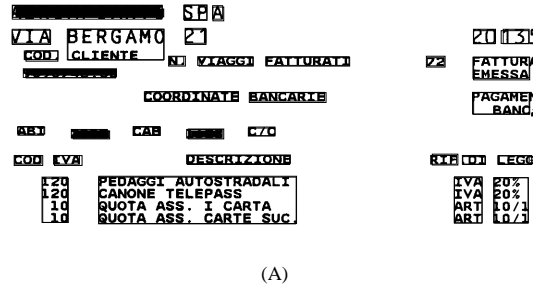 SPA
VIA BERGAMO 21 20135
COD. CLIENTE N. VIAGGI FATTURATI 72 FATTURA
EMESSA
COORDINATE BANCARIE PAGAMEN
BANC
ABI CAB C/C
COD IVA DESCRIZIONE RIF. DI LEGG
120 PEDAGGI AUTOSTRADALI IVA 20%
120 CANONE TELEPASS IVA 20%
10 QUOTA ASS. I CARTA ART 10/1
10 QUOTA ASS. CARTE SUC. ART 10/1
(A)